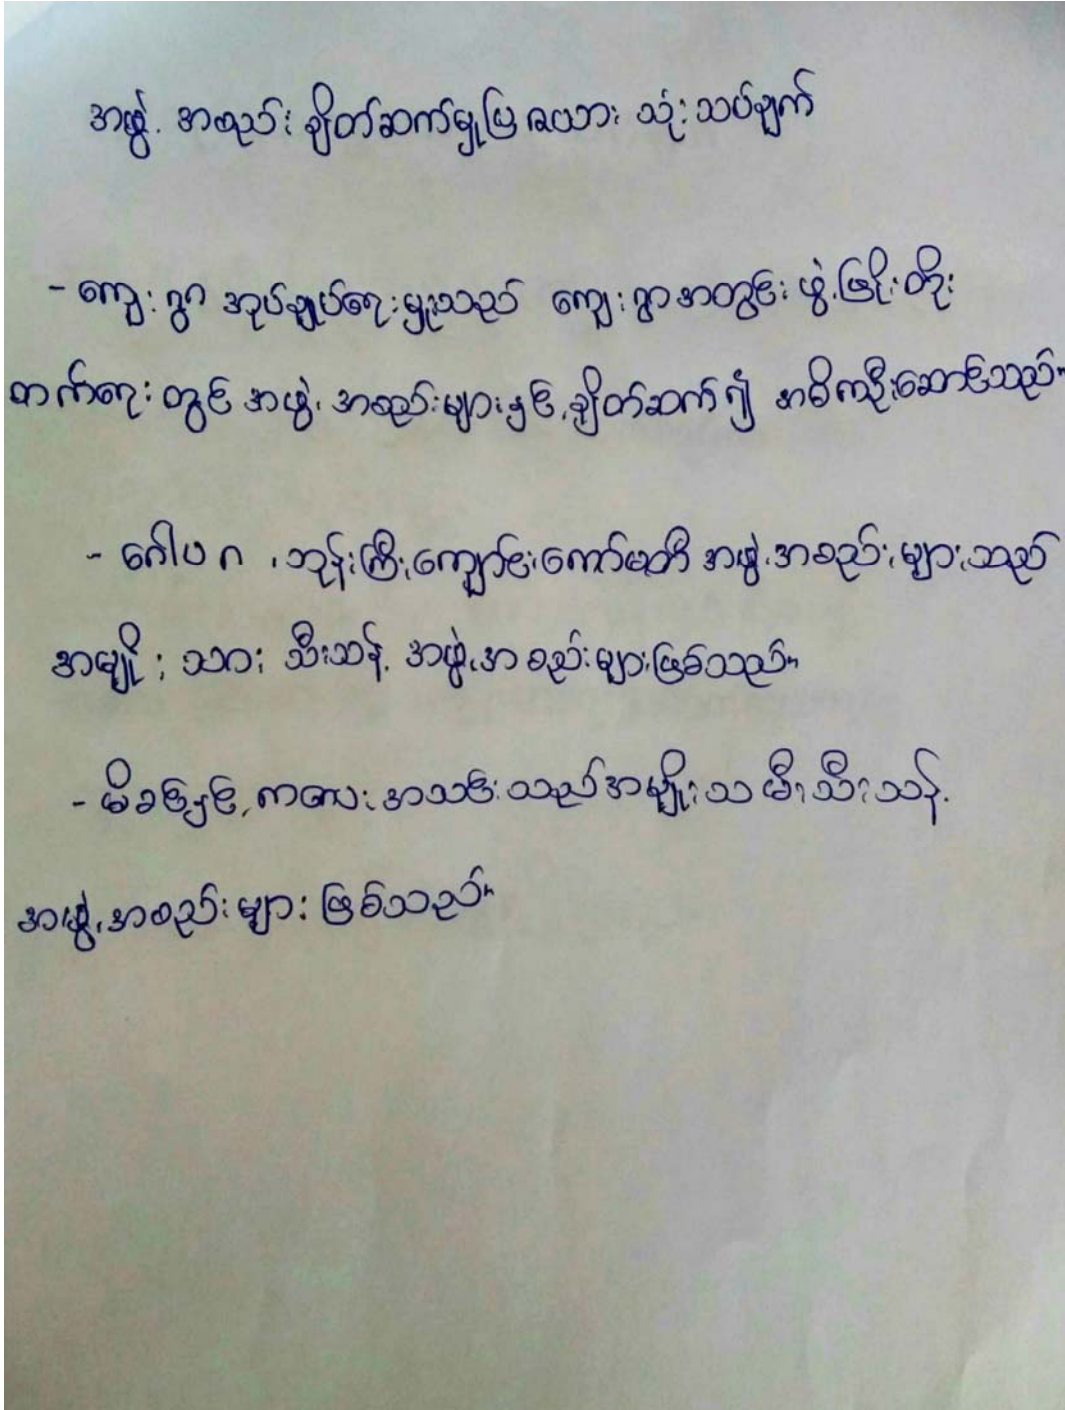 အဖွဲ့ အစည်း ချိတ်ဆက်မှုပြ ဇယား သုံးသပ်ချက်
- ကျေးရွာ အုပ်ချုပ်ရေးမှူးသည် ကျေးရွာအတွင်း ဖွံ့ဖြိုးတိုး
တက်ရေးတွင် အဖွဲ့အစည်းများနှင့်ချိတ်ဆက်၍ အဓိကဦးဆောင်သည်။
- ဂေါပက ၊ ဘုန်းကြီးကျောင်းကော်မတီ အဖွဲ့အစည်းများသည်
အမျိုးသား သီးသန့် အဖွဲ့အစည်းများဖြစ်သည်။
- မိခင်နှင့်ကလေးအသင်းသည်အမျိုးသမီးသီးသန့်
အဖွဲ့အစည်းများ ဖြစ်သည်။